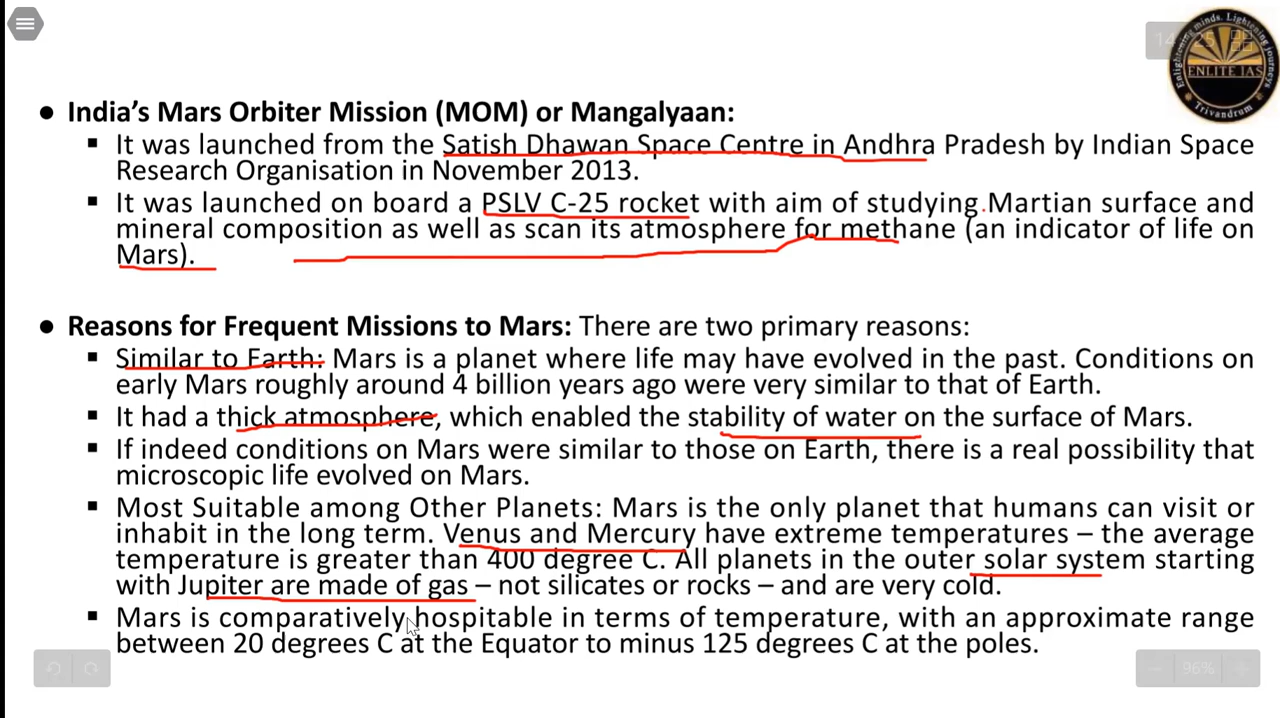 Enlightening minds. Lightening journeys
ENLITE IAS
Trivandrum
● India’s Mars Orbiter Mission (MOM) or Mangalyaan:
▪ It was launched from the Satish Dhawan Space Centre in Andhra Pradesh by Indian Space
Research Organisation in November 2013.
▪ It was launched on board a PSLV C-25 rocket with aim of studying Martian surface and
mineral composition as well as scan its atmosphere for methane (an indicator of life on
Mars).
● Reasons for Frequent Missions to Mars: There are two primary reasons:
▪ Similar to Earth: Mars is a planet where life may have evolved in the past. Conditions on
early Mars roughly around 4 billion years ago were very similar to that of Earth.
▪ It had a thick atmosphere, which enabled the stability of water on the surface of Mars.
▪ If indeed conditions on Mars were similar to those on Earth, there is a real possibility that
microscopic life evolved on Mars.
▪ Most Suitable among Other Planets: Mars is the only planet that humans can visit or
inhabit in the long term. Venus and Mercury have extreme temperatures – the average
temperature is greater than 400 degree C. All planets in the outer solar system starting
with Jupiter are made of gas – not silicates or rocks – and are very cold.
▪ Mars is comparatively hospitable in terms of temperature, with an approximate range
between 20 degrees C at the Equator to minus 125 degrees C at the poles.
96%